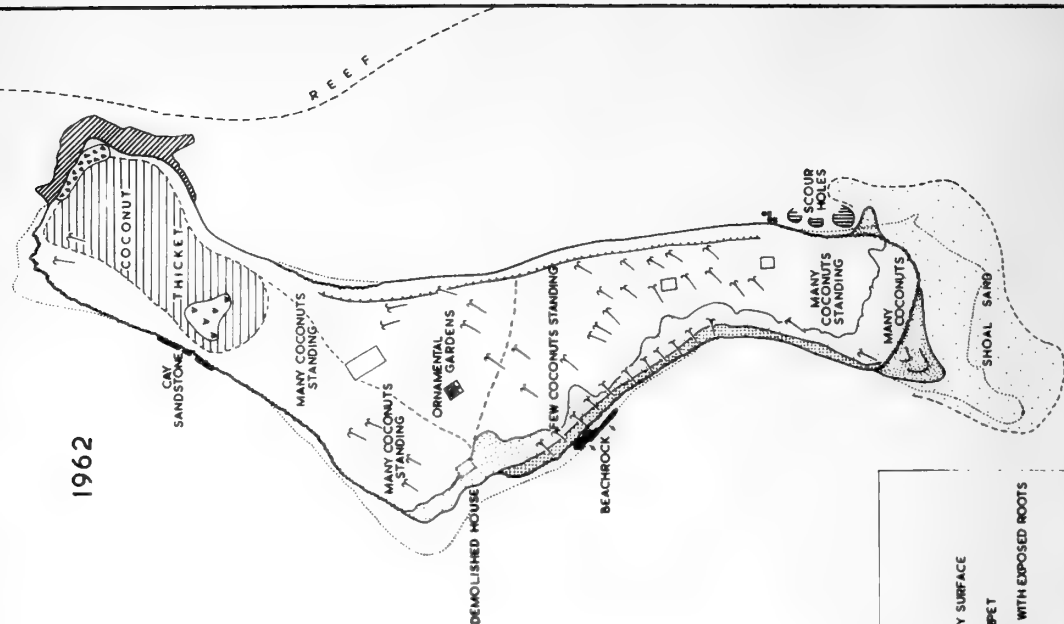 REEF
COCONUT
THICKET
CAY
SANDSTONE
1962
MANY COCONUTS
STANDING
ORNAMENTAL
GARDENS
MANY COCONUTS
STANDING
FEW COCONUTS STANDING
SCOUR
HOLES
MANY
COCONUTS
STANDING
MANY
COCONUTS
SHOAL SAND
BEACHROCK
DEMOLISHED HOUSE
Y SURFACE
PET
WITH EXPOSED ROOTS